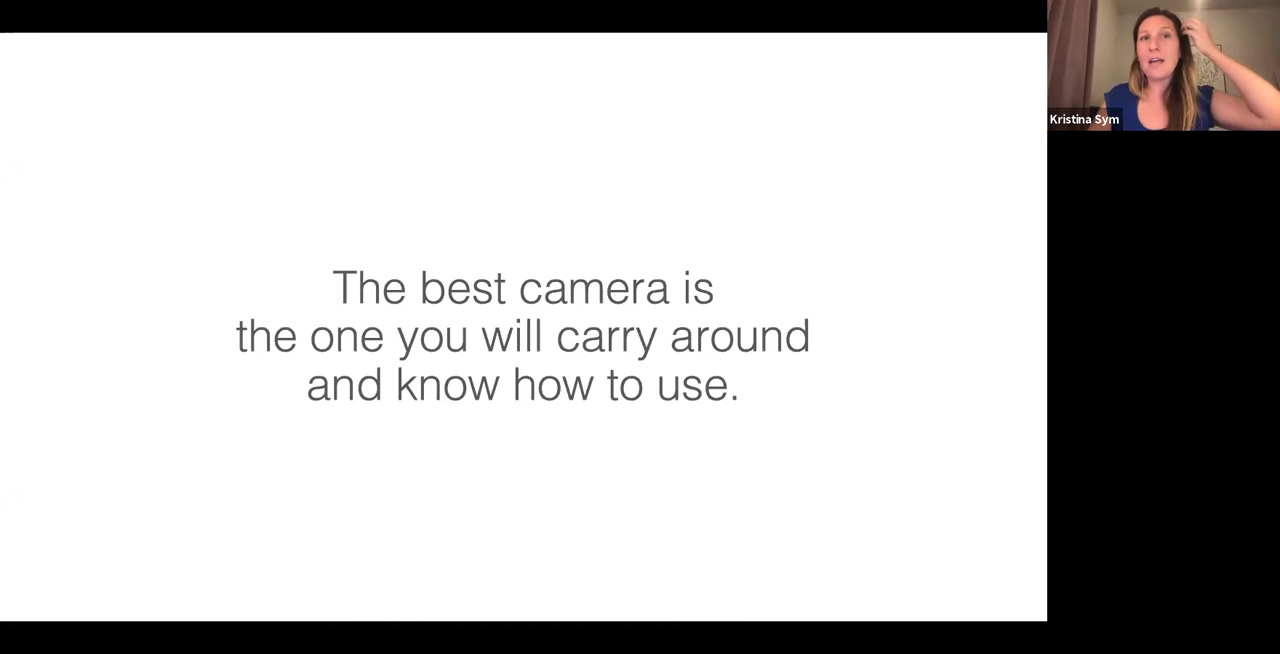 The best camera is
the one you will carry around
and know how to use.
Kristina Sym